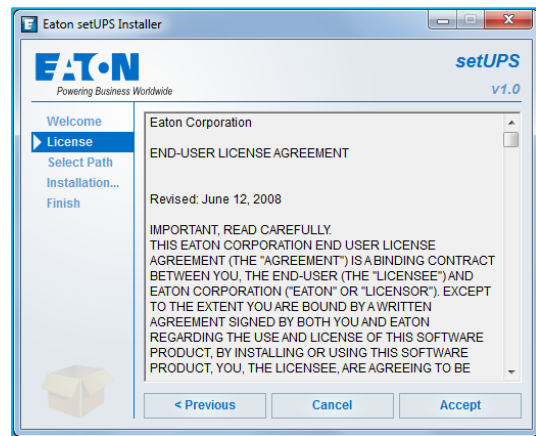 Eaton setUPS Installer
EATON
Powering Business Worldwide
setUPS
v1.0
Welcome
License
Select Path
Installation...
Finish
Eaton Corporation
END-USER LICENSE AGREEMENT
Revised: June 12, 2008
IMPORTANT, READ CAREFULLY.
THIS EATON CORPORATION END USER LICENSE
AGREEMENT (THE "AGREEMENT") IS A BINDING CONTRACT
BETWEEN YOU, THE END-USER (THE "LICENSEE") AND
EATON CORPORATION ("EATON" OR "LICENSOR"). EXCEPT
TO THE EXTENT YOU ARE BOUND BY A WRITTEN
AGREEMENT SIGNED BY BOTH YOU AND EATON
REGARDING THE USE AND LICENSE OF THIS SOFTWARE
PRODUCT, BY INSTALLING OR USING THIS SOFTWARE
PRODUCT, YOU, THE LICENSEE, ARE AGREEING TO BE
< Previous
Cancel
Accept